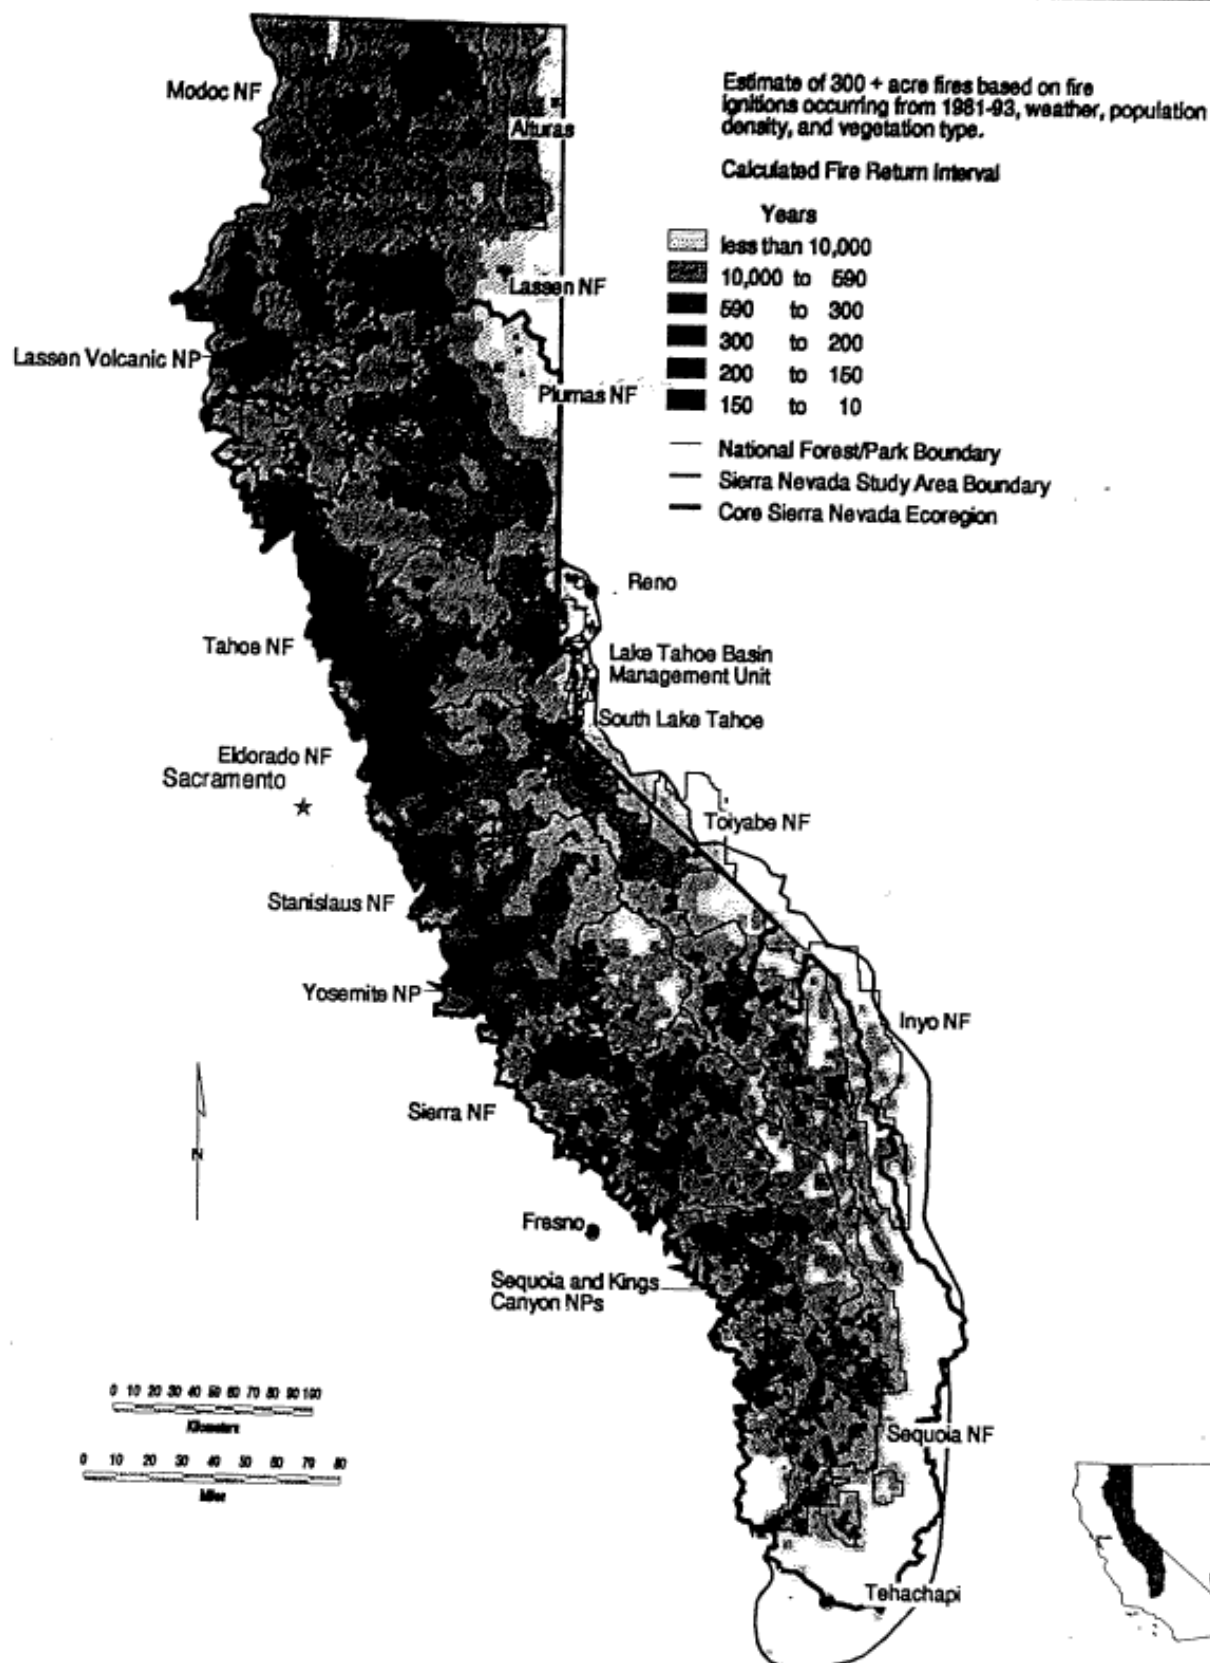 Estimate of 300 + acre fires based on fire
ignitions occurring from 1981-93, weather, population
density, and vegetation type.
Calculated Fire Return Interval
Years
less than 10,000
10,000 to 590
590 to 300
300 to 200
200 to 150
150 to 10
National Forest/Park Boundary
Sierra Nevada Study Area Boundary
Core Sierra Nevada Ecoregion
Modoc NF
Alturas
Lassen NF
Lassen Volcanic NP
Plumas NF
Reno
Tahoe NF
Lake Tahoe Basin
Management Unit
South Lake Tahoe
Eldorado NF
Sacramento
Toiyabe NF
Stanislaus NF
Yosemite NP
Inyo NF
Sierra NF
N
Fresno
Sequoia and Kings
Canyon NPs
0 10 20 30 40 50 60 70 80 90 100
Kilometers
0 10 20 30 40 50 60 70 80
Miles
Sequoia NF
Tehachapi